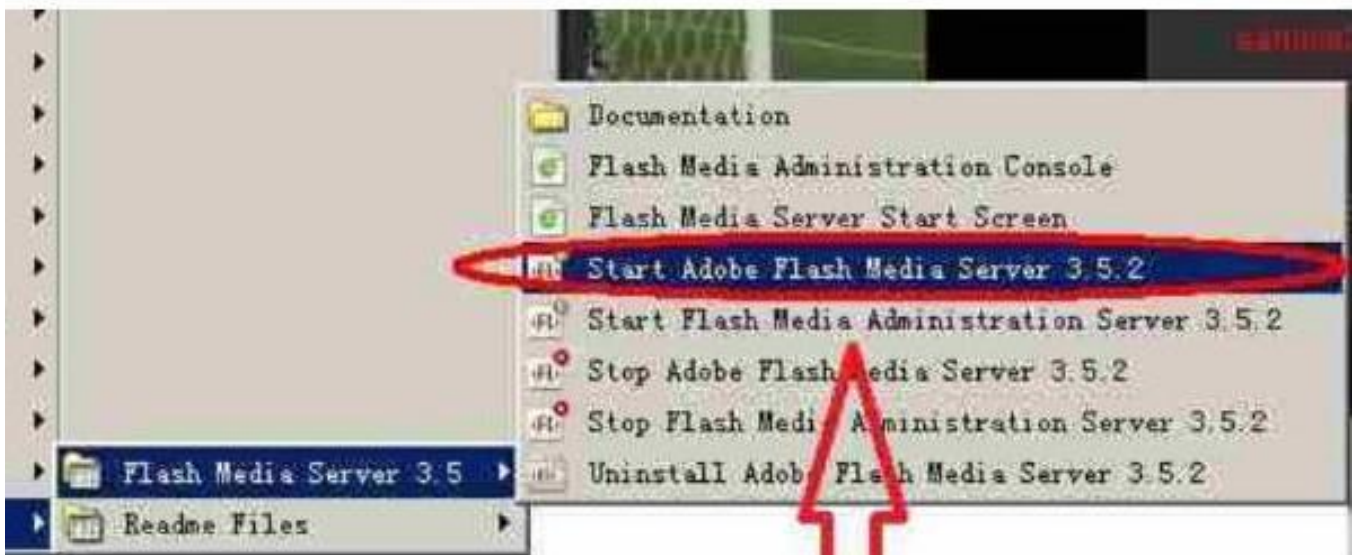 Documentation
Flash Media Administration Console
Flash Media Server Start Screen
Start Adobe Flash Media Server 3.5.2
Start Flash Media Administration Server 3.5.2
Stop Adobe Flash Media Server 3.5.2
Stop Flash Media Administration Server 3.5.2
Flash Media Server 3.5
Uninstall Adobe Flash Media Server 3.5.2
Readme Files